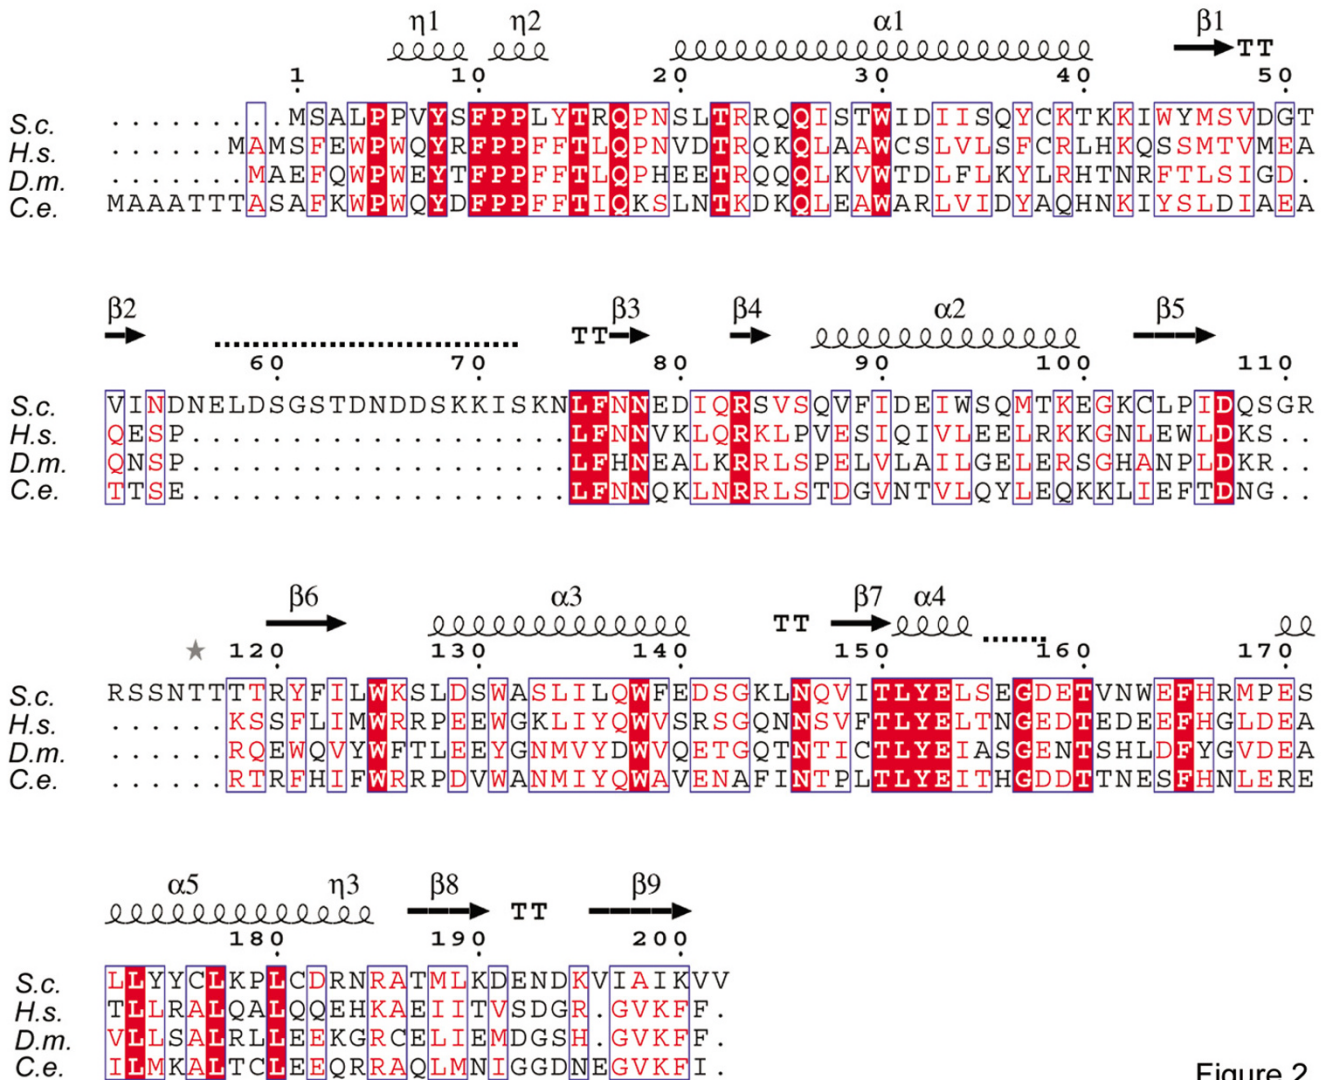 η1 η2 α1 β1
TT
1 10 20 30 40 50
S.c. .........MSALPPVYSFPPLYTRQPNSLTRRQQISTWIDIISQYCKTKKIWYMSVDGT
H.s. ......MAMSFEWPWQYRFPPFFTLQPNVDTRQKQLAAWCSLVLSFCRLHKQSSMTVMEA
D.m. .......MAEFQWPWEYTFPPFFTLQPHEETRQQQLKVWTDLFLKYLRHTNRFTLSIGD.
C.e. MAAATTTASAFKWPWQYDFPPFFTIQKSLNTKDKQLEAWARLVIDYAQHNKIYSLDIAEA
β2 β3 β4 α2 β5
TT
60 70 80 90 100 110
S.c. VINDNELDSGSTDNDDSKKISKNLFNNEDIQRSVSQVFIDEIWSQMTKEGKCLPIDQSGR
H.s. QESP...................LFNNVKLQRKLPVESIQIVLEELRKKGNLEWLDKS..
D.m. QNSP...................LFHNEALKRRLSPELVLAILGELERSGHANPLDKR..
C.e. TTSE...................LFNNQKLNRRLSTDGVNTVLQYLEQKKLIEFTDNG..
β6 α3 β7 α4
TT
★ 120 130 140 150 160 170
S.c. RSSNTTTTRYFILWKSLDSWASLILQWFEDSGKLNQVITLYELSEGDETVNWEFHRMPES
H.s. ......KSSFLIMWRRPEEWGKLIYQWVSRSGQNNSVFTLYELTNGEDTEDEEFHGLDEA
D.m. ......RQEWQVYWFTLEEYGNMVYDWVQETGQTNTICTLYEIASGENTSHLDFYGVDEA
C.e. ......RTRFHIFWRRPDVWANMIYQWAVENAFINTPLTLYEITHGDDTTNESFHNLERE
α5 η3 β8 β9
TT
180 190 200
S.c. LLYYCLKPLCDRNRATMLKDENDKVIAIKVV
H.s. TLLRALQALQQEHKAEIITVSDGR.GVKFF.
D.m. VLLSALRLLEEKGRCELIEMDGSH.GVKFF.
C.e. ILMKALTCLEEQRRAQLMNIGGDNEGVKFI.
Figure 2